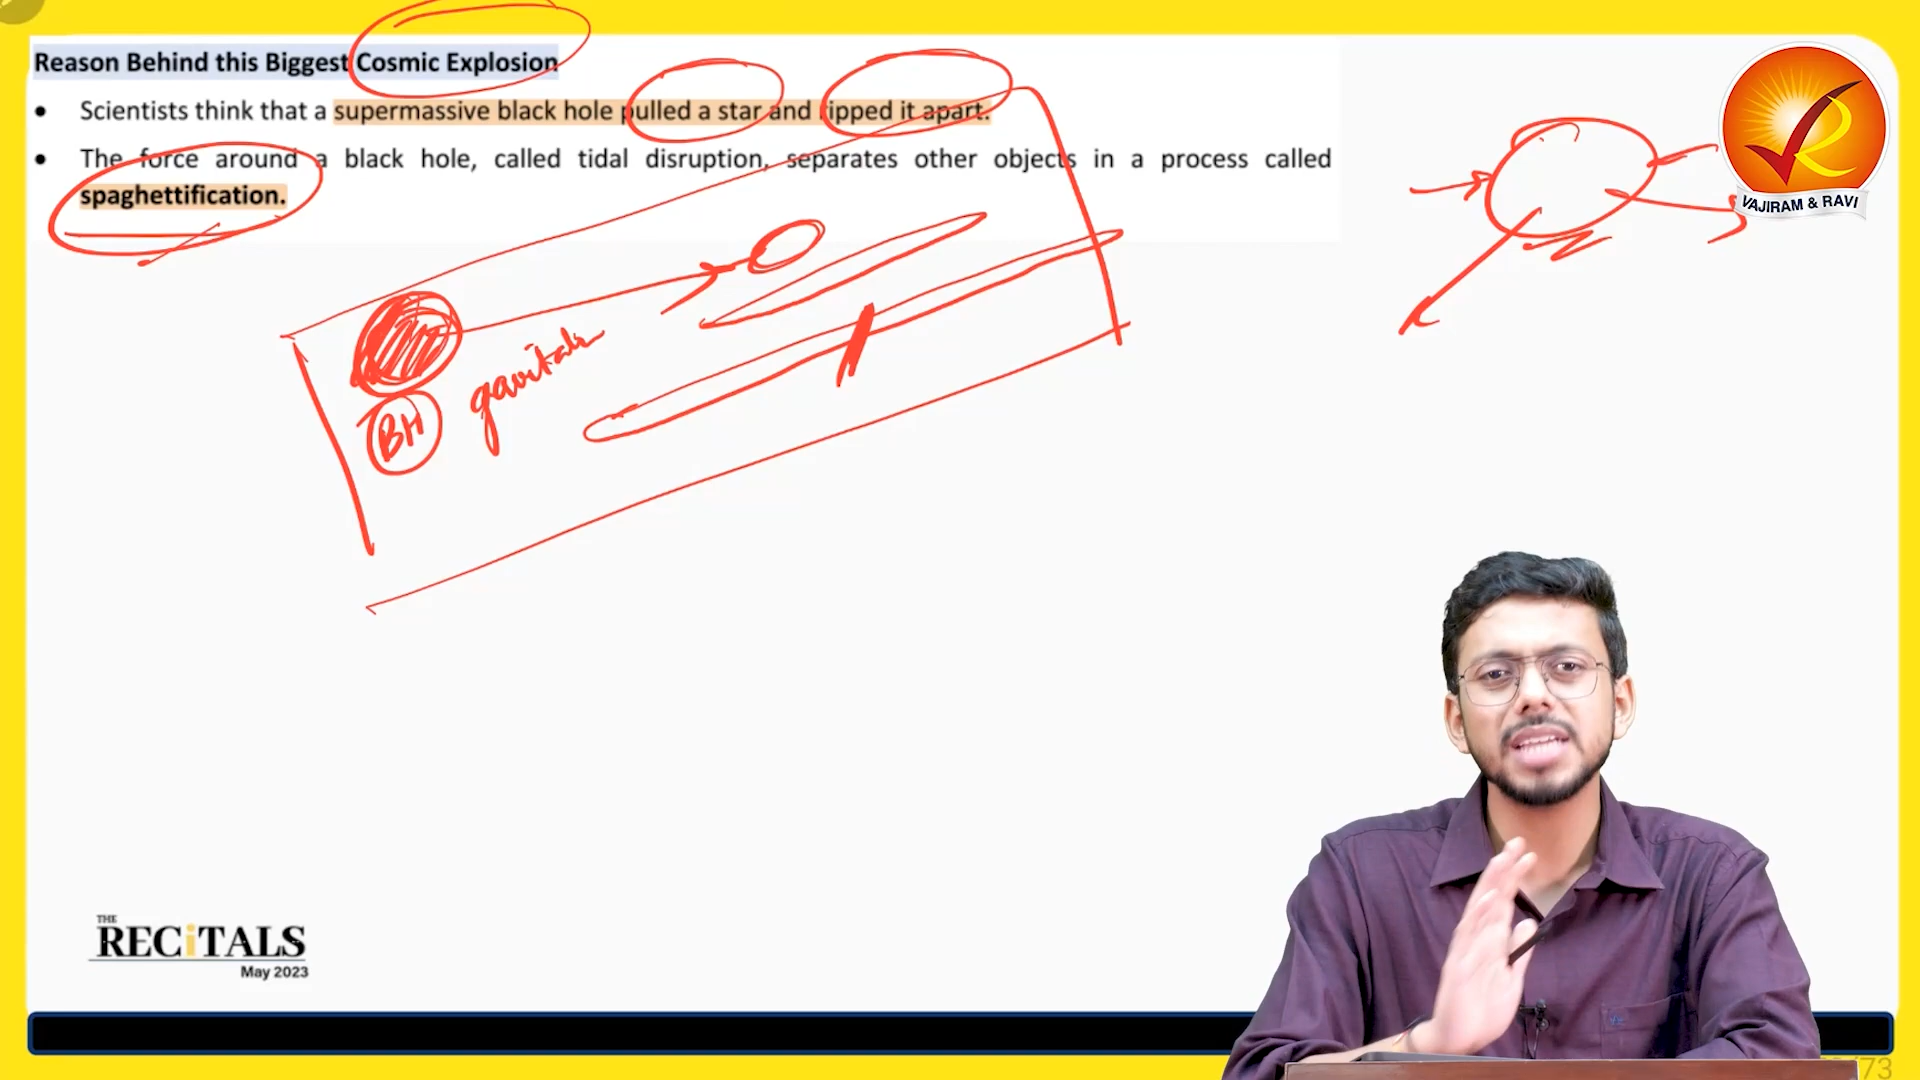 Reason Behind this Biggest Cosmic Explosion
• Scientists think that a supermassive black hole pulled a star and ripped it apart.
• The force around a black hole, called tidal disruption, separates other objects in a process called
spaghettification.
VAJIRAM & RAVI
BH
THE
RECiTALS
May 2023